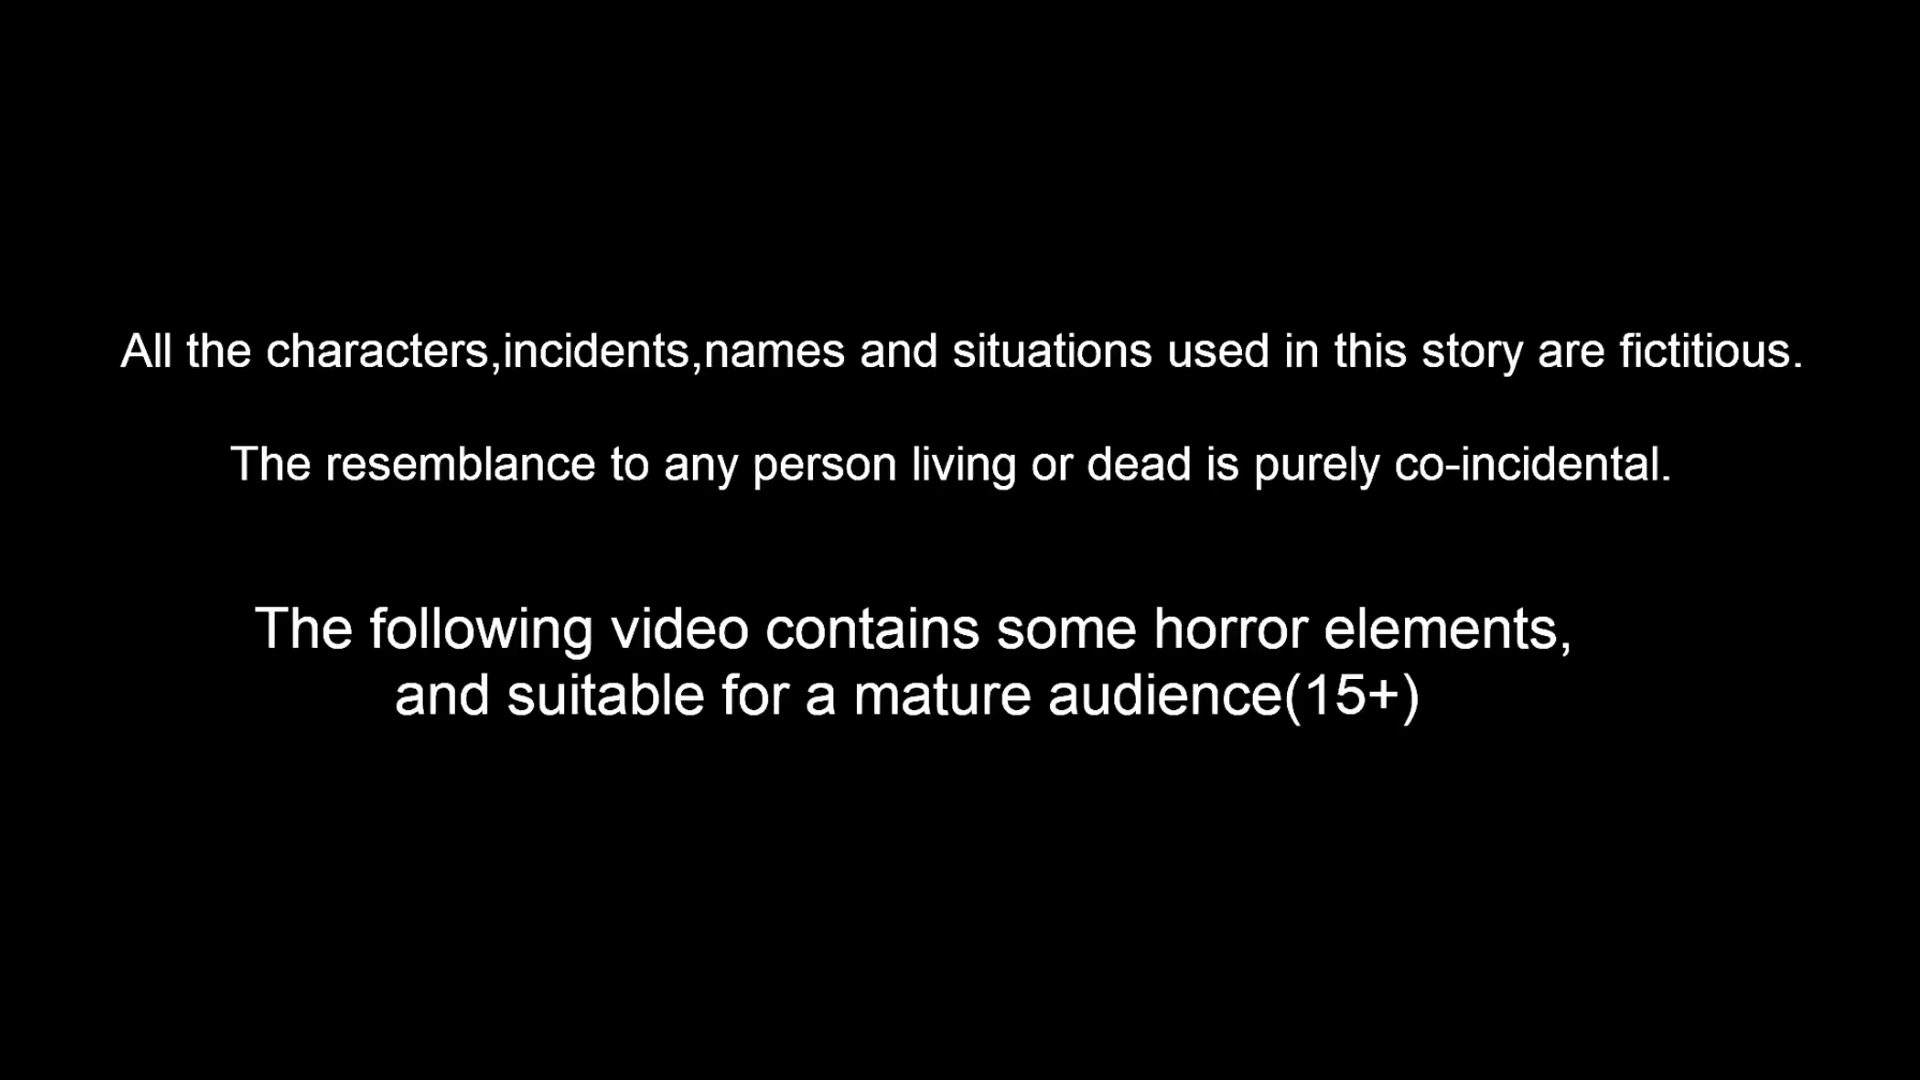 All the characters,incidents,names and situations used in this story are fictitious.
The resemblance to any person living or dead is purely co-incidental.
The following video contains some horror elements,
and suitable for a mature audience(15+)